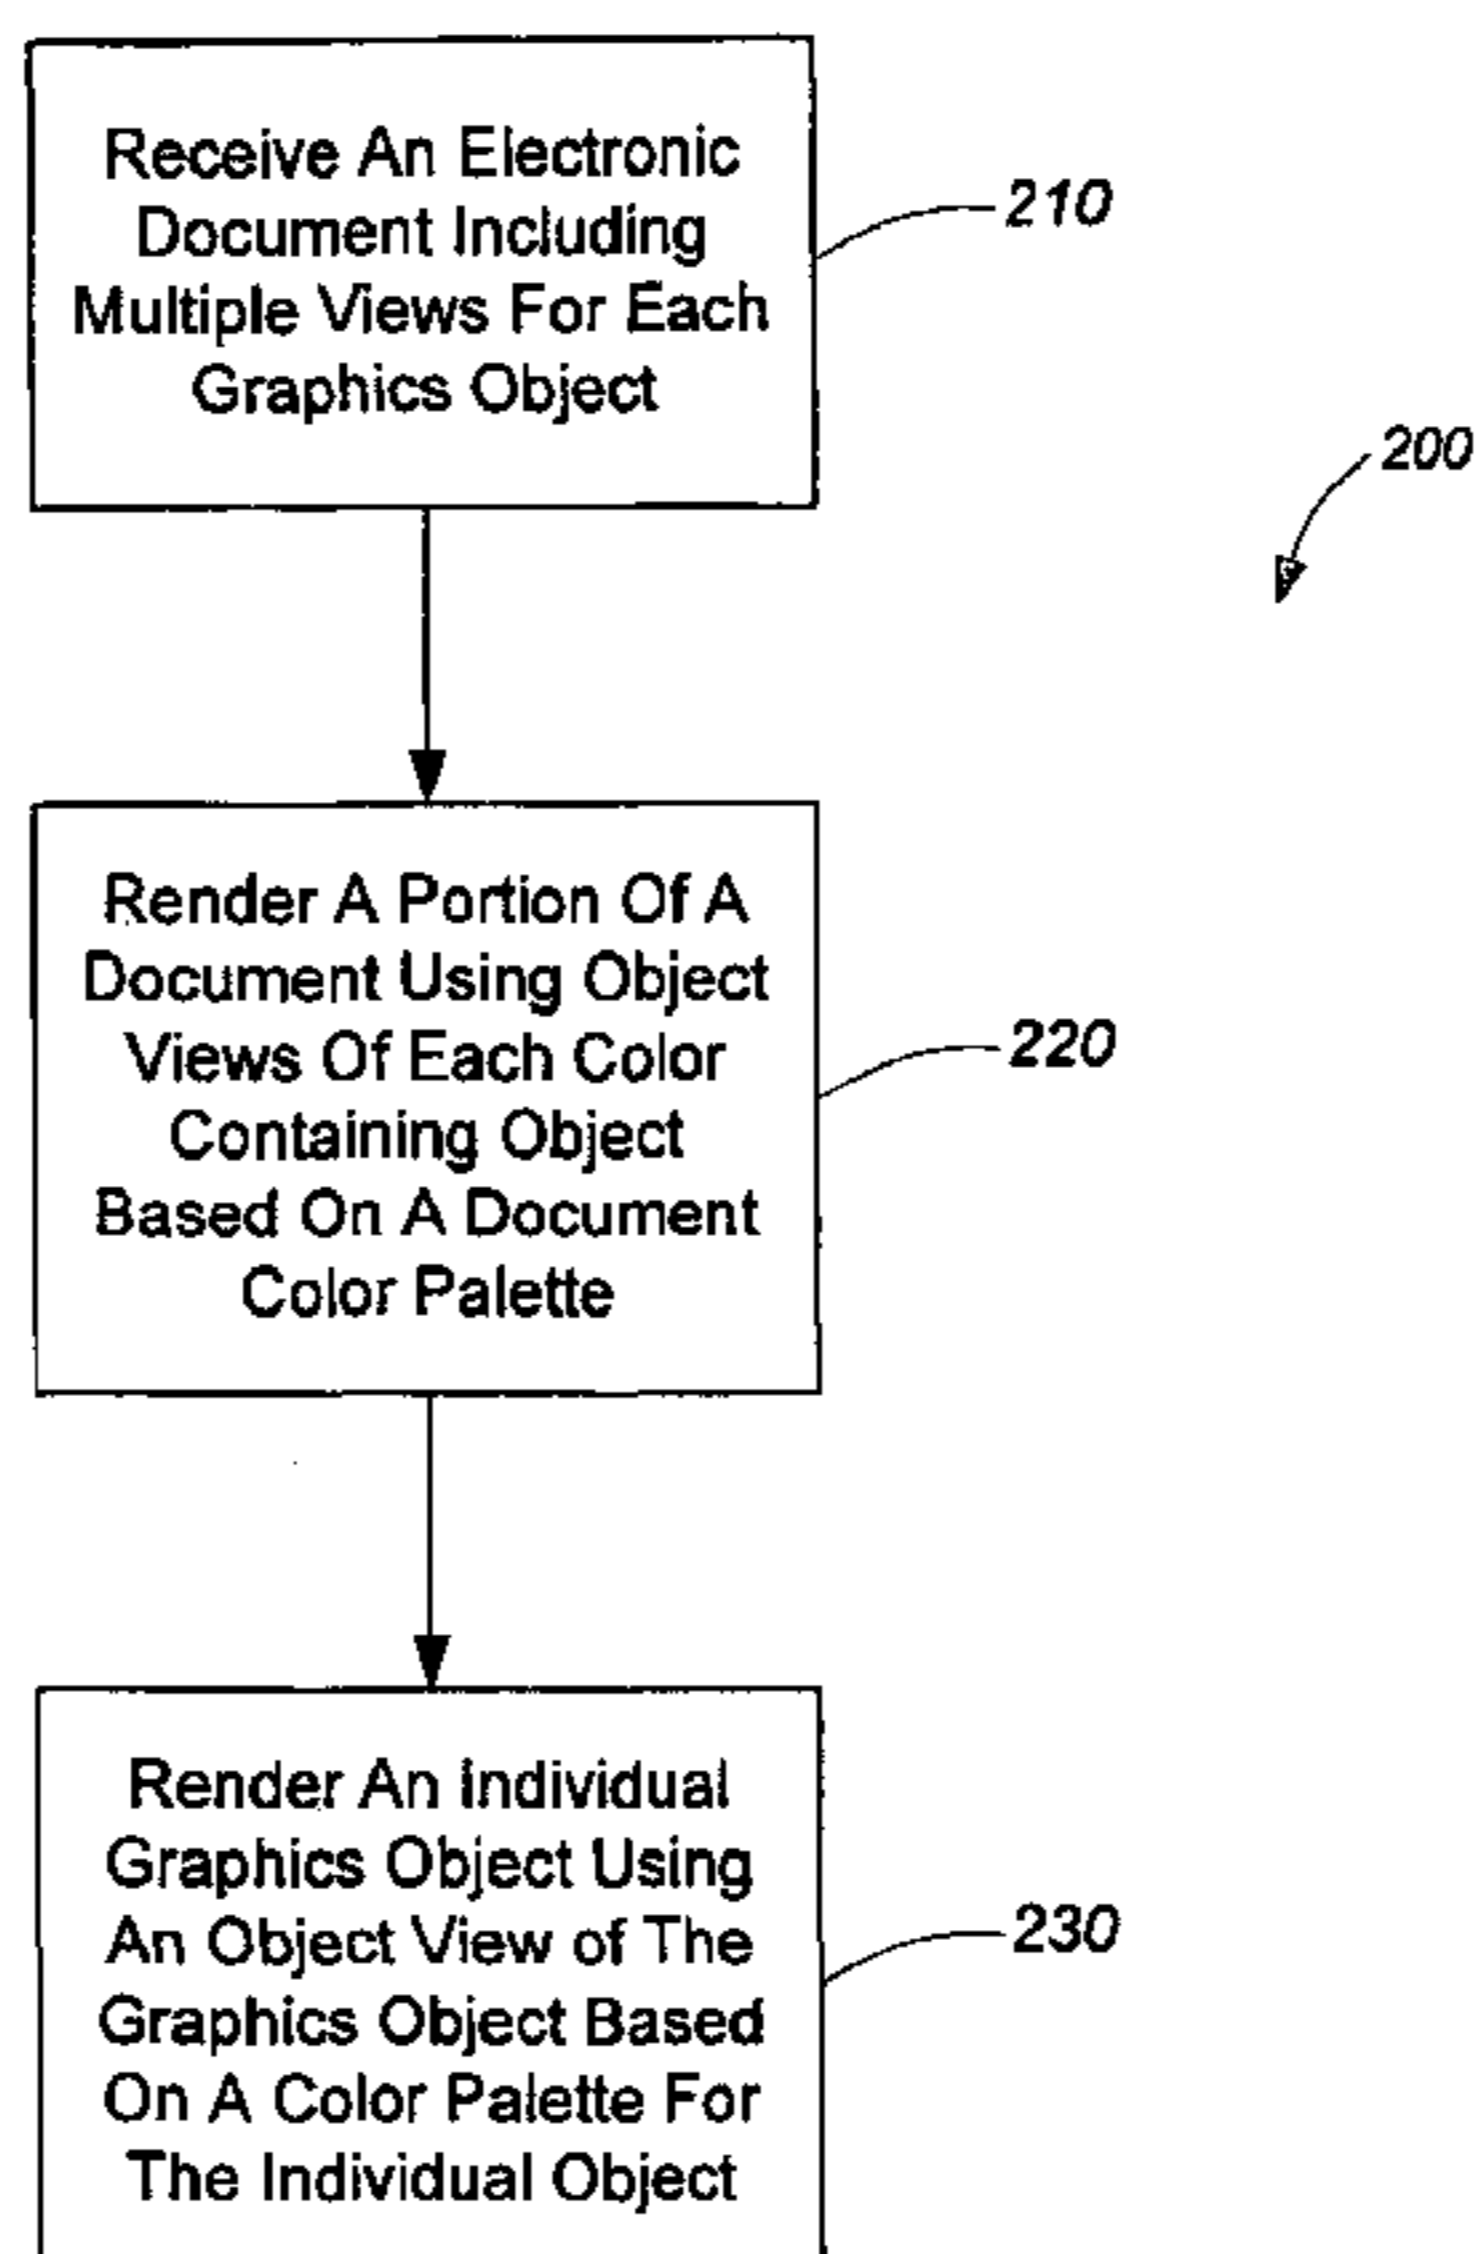 Receive An Electronic
Document Including
Multiple Views For Each
Graphics Object
210
200
Render A Portion Of A
Document Using Object
Views Of Each Color
Containing Object
Based On A Document
Color Palette
220
Render An Individual
Graphics Object Using
An Object View of The
Graphics Object Based
On A Color Palette For
The Individual Object
230